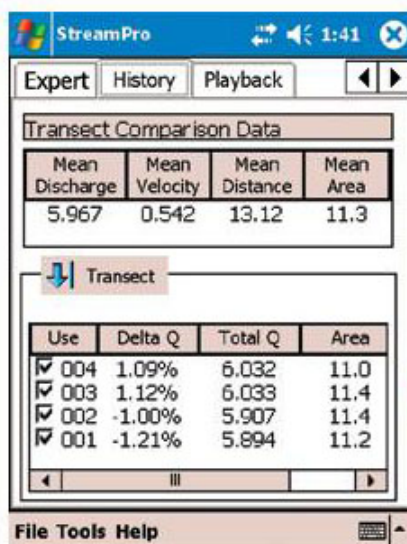 StreamPro 1:41
Expert History Playback
Transect Comparison Data
Mean Discharge Mean Velocity Mean Distance Mean Area
5.967 0.542 13.12 11.3
Transect
Use Delta Q Total Q Area
004 1.09% 6.032 11.0
003 1.12% 6.033 11.4
002 -1.00% 5.907 11.4
001 -1.21% 5.894 11.2
File Tools Help